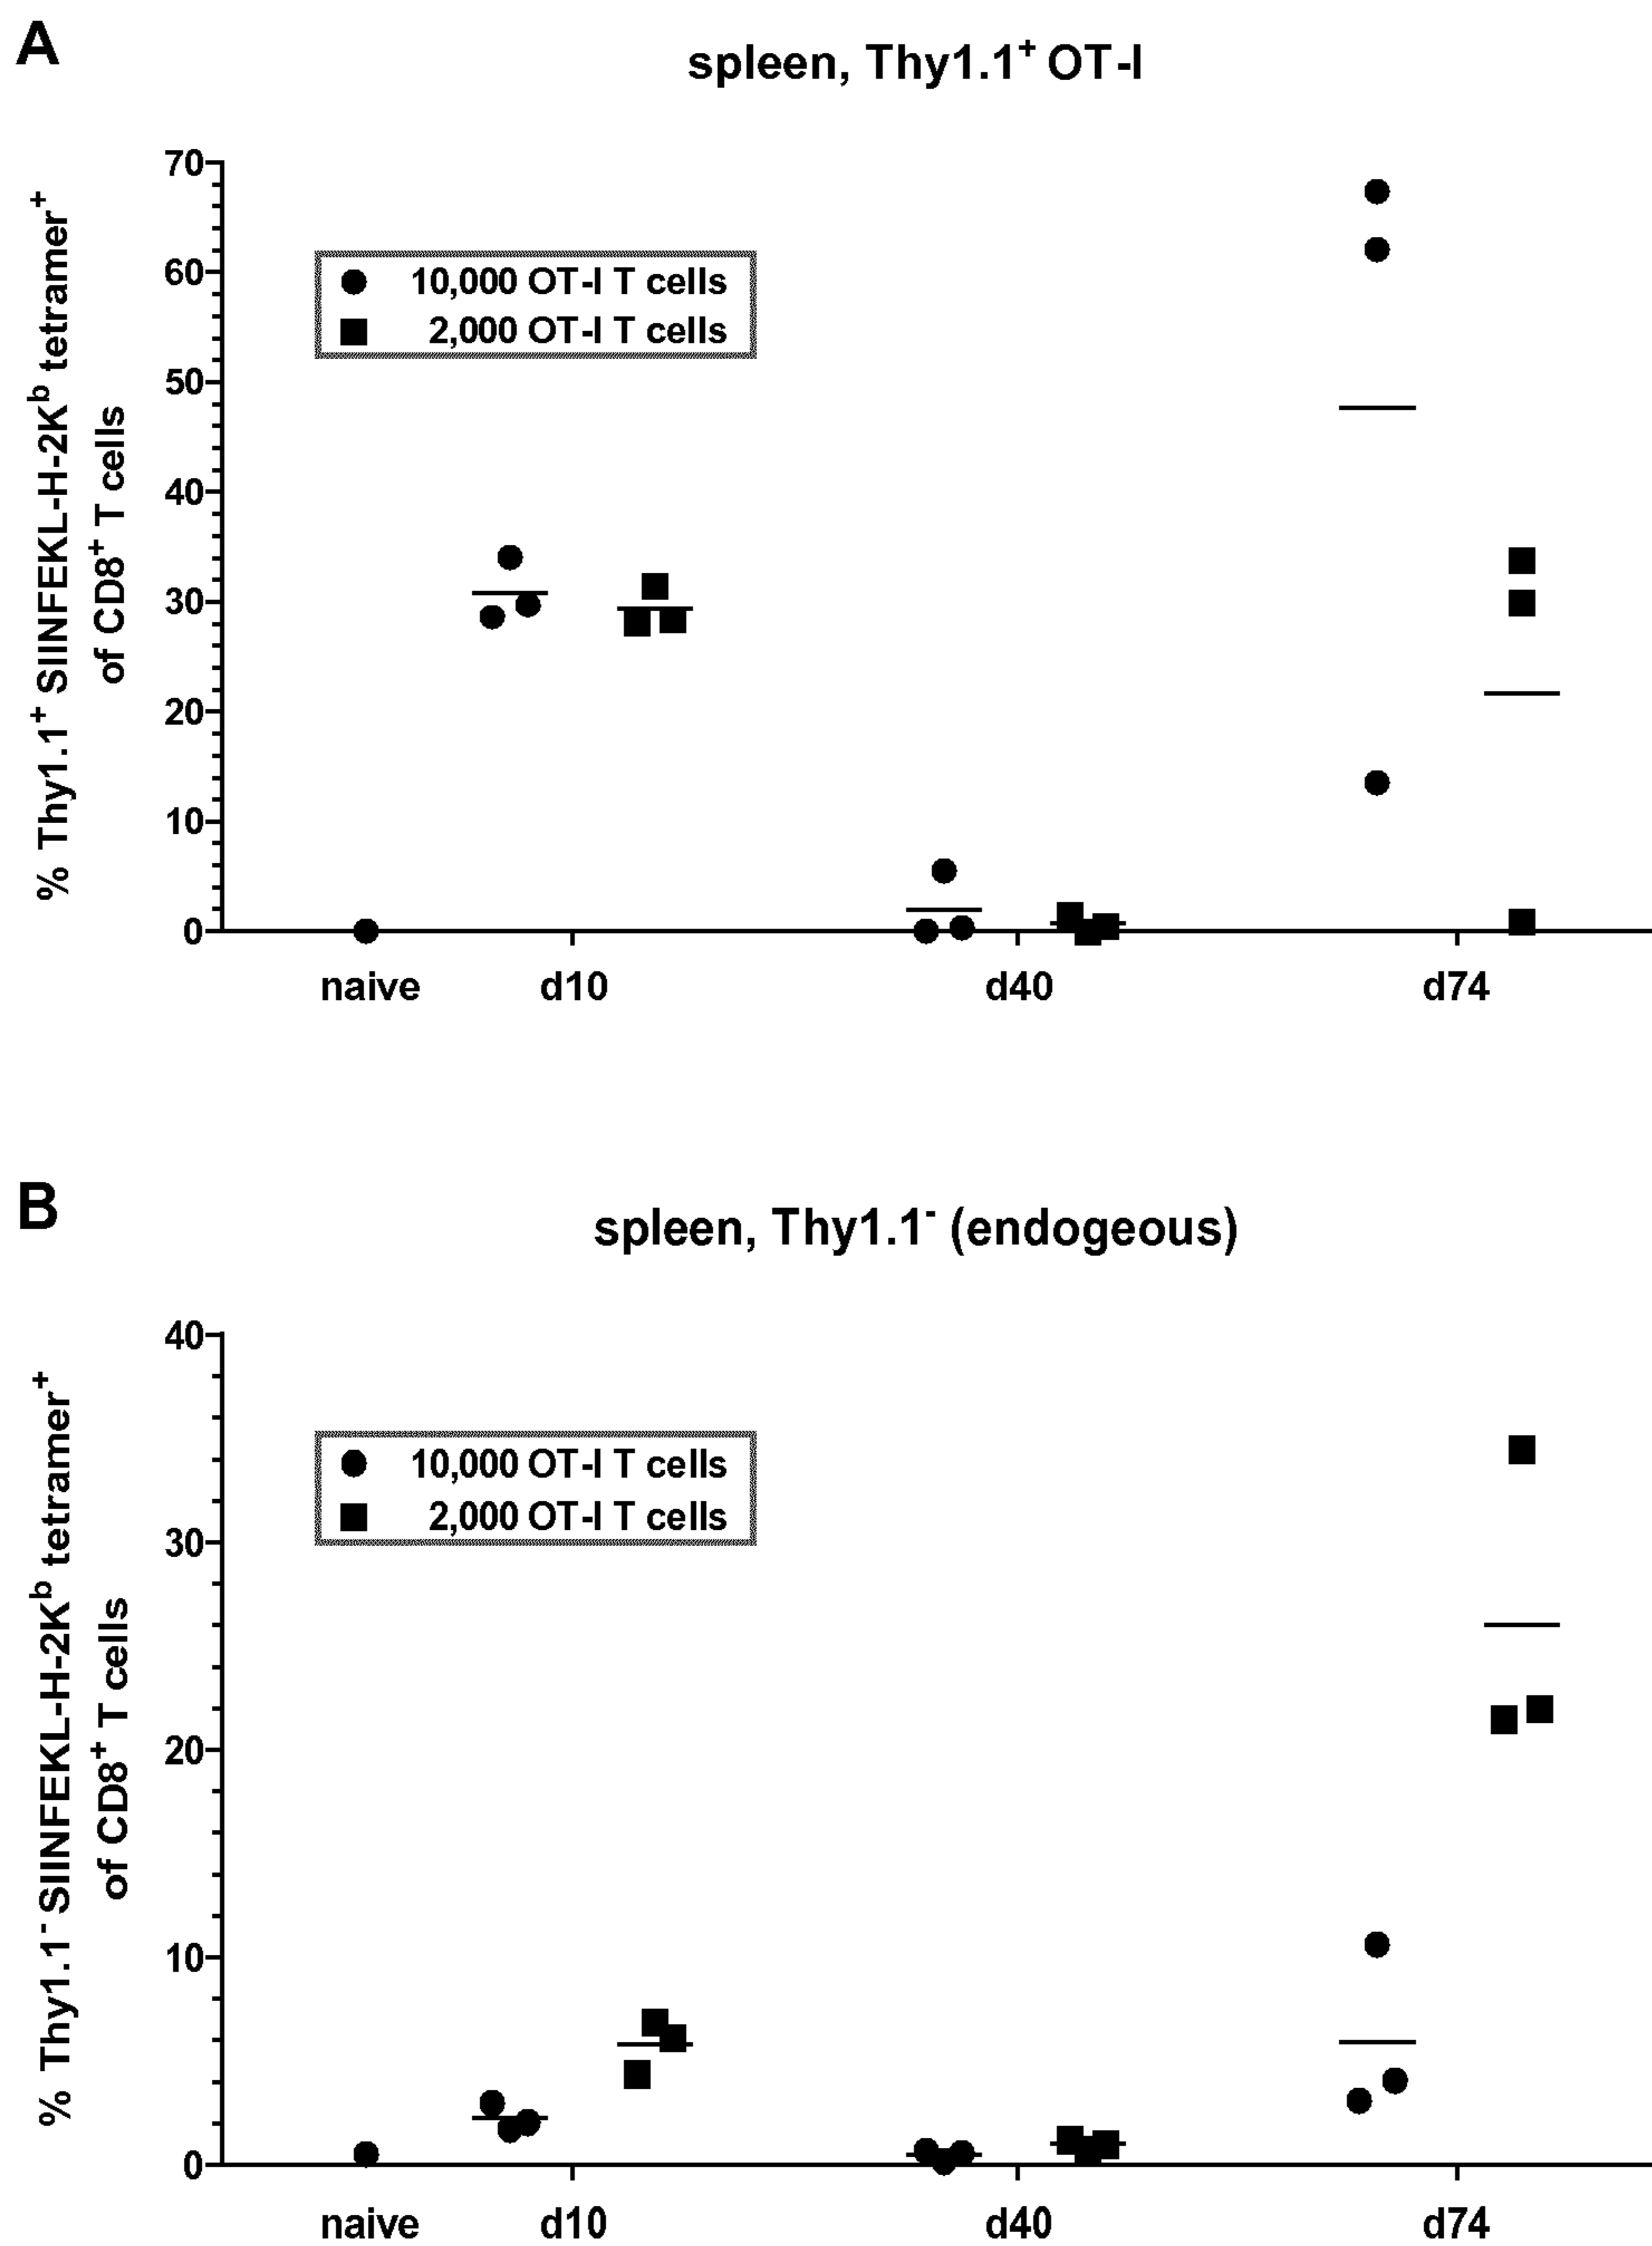 A
spleen, Thy1.1⁺ OT-I
% Thy1.1⁺ SIINFEKL-H-2Kᵇ tetramer⁺
of CD8⁺ T cells
70
60
50
40
30
20
10
0
10,000 OT-I T cells
2,000 OT-I T cells
naive d10 d40 d74
B
spleen, Thy1.1⁻ (endogeous)
% Thy1.1⁻ SIINFEKL-H-2Kᵇ tetramer⁺
of CD8⁺ T cells
40
30
20
10
0
10,000 OT-I T cells
2,000 OT-I T cells
naive d10 d40 d74